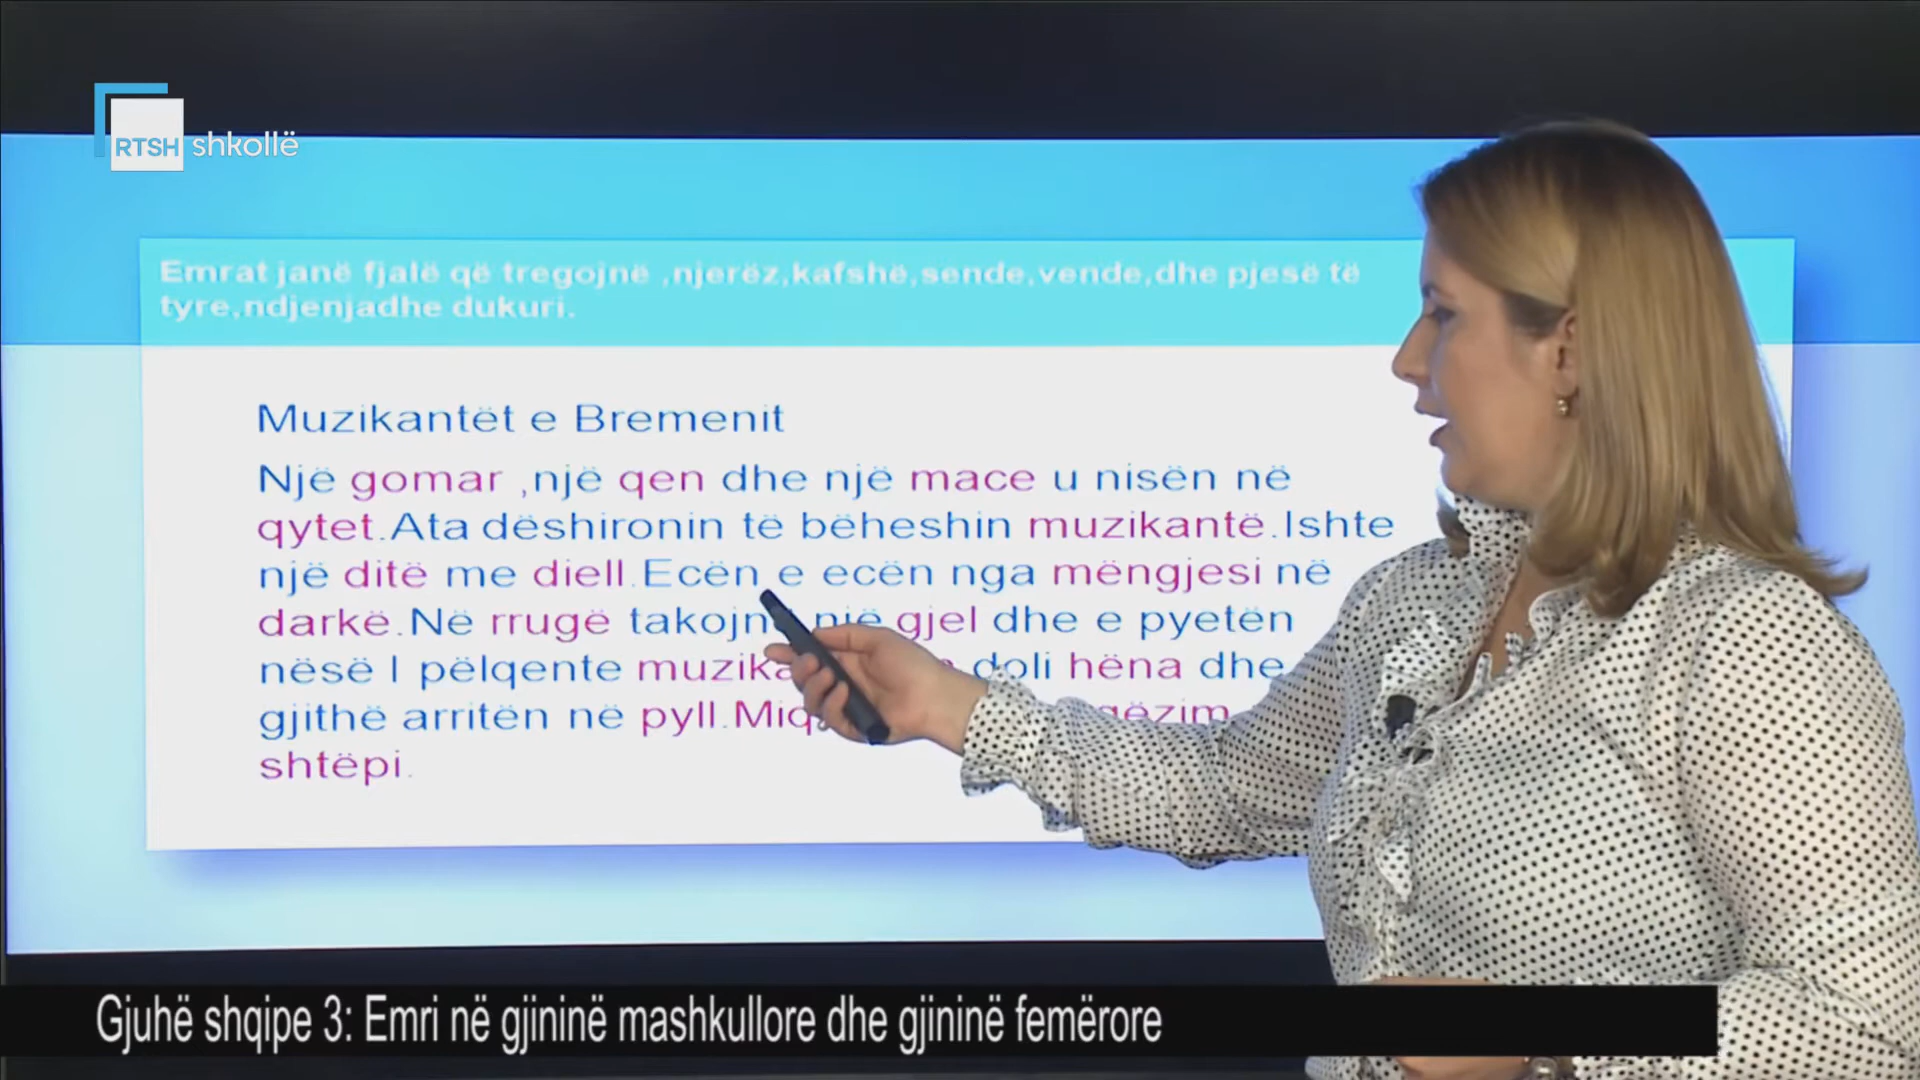 RTSH shkollë
Emrat janë fjalë që tregojnë ,njerëz,kafshë,sende,vende,dhe pjesë të
tyre,ndjenjadhe dukuri.
Muzikantët e Bremenit
Një gomar ,një qen dhe një mace u nisën në
qytet.Ata dëshironin të bëheshin muzikantë.Ishte
një ditë me diell.Ecën e ecën nga mëngjesi në
darkë.Në rrugë një gjel dhe e pyetën
nësë I pëlqente doli hëna dhe
gjithë arritën në pyll.
shtëpi.
Gjuhë shqipe 3: Emri në gjininë mashkullore dhe gjininë femërore